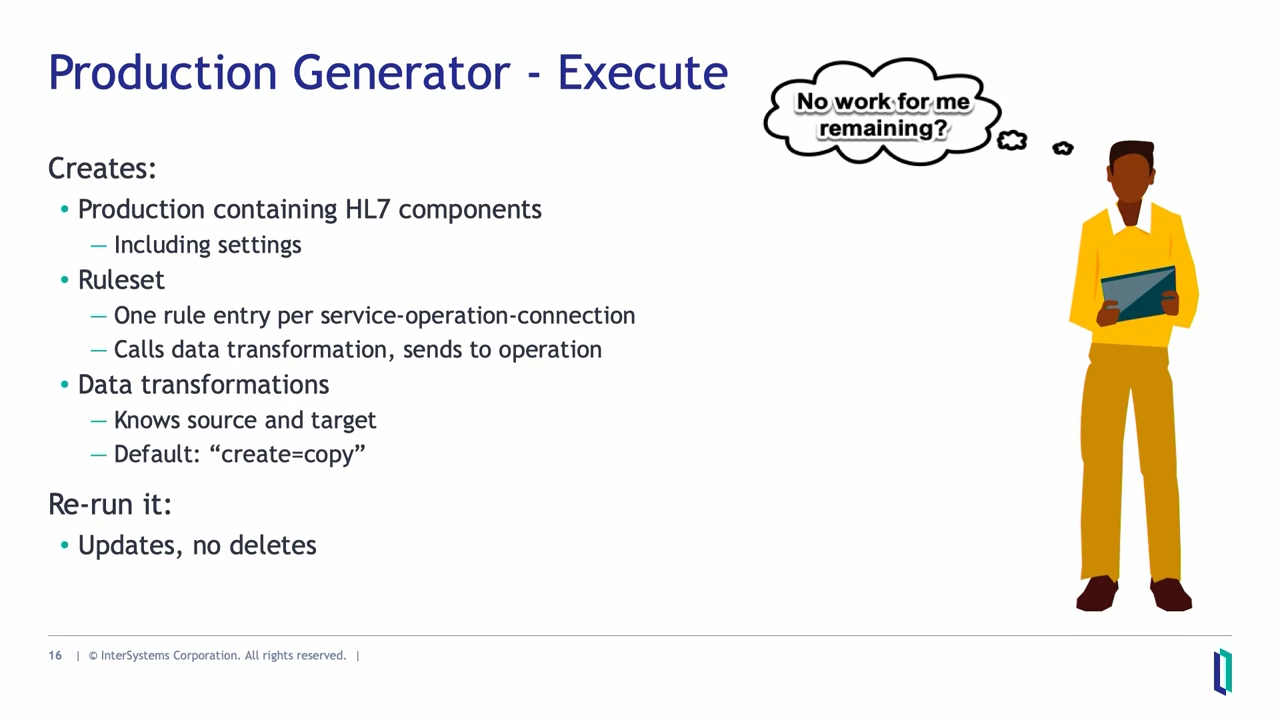 Production Generator - Execute
No work for me
remaining?
Creates:
• Production containing HL7 components
— Including settings
• Ruleset
— One rule entry per service-operation-connection
— Calls data transformation, sends to operation
• Data transformations
— Knows source and target
— Default: “create=copy”
Re-run it:
• Updates, no deletes
16 | © InterSystems Corporation. All rights reserved. |